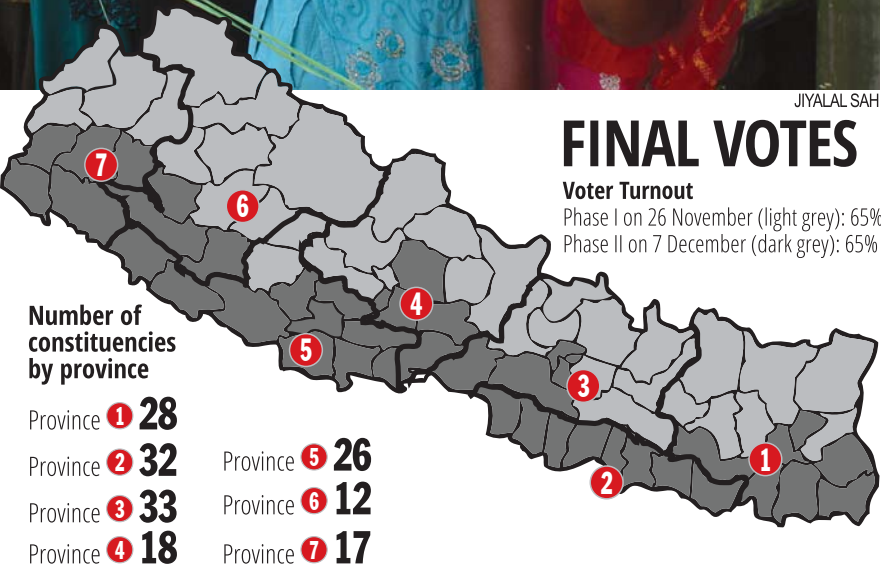 JIYALAL SAH
FINAL VOTES
Voter Turnout
Phase I on 26 November (light grey): 65%
Phase II on 7 December (dark grey): 65%
7
6
4
5
3
1
2
Number of
constituencies
by province
Province 1 28
Province 2 32
Province 3 33
Province 4 18
Province 5 26
Province 6 12
Province 7 17